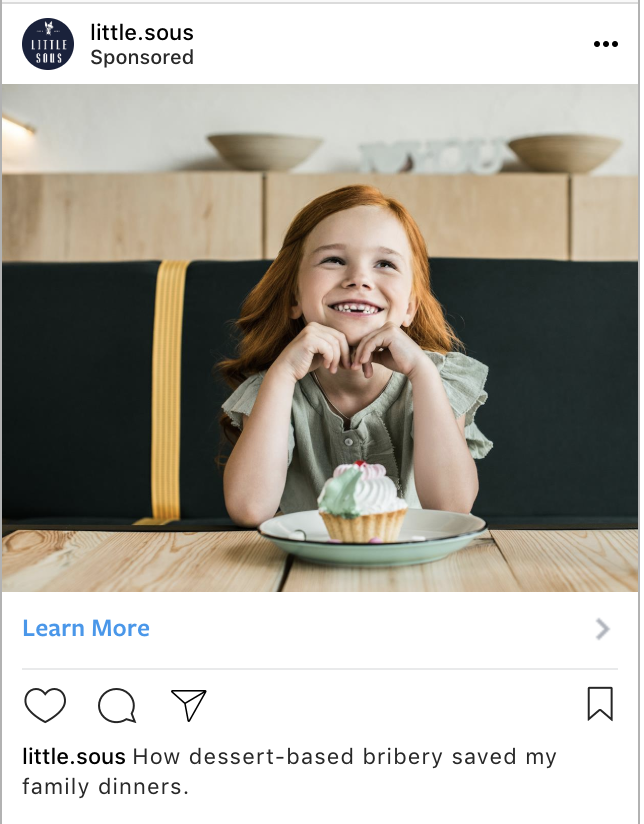 LITTLE
SOUS
little.sous
Sponsored
Learn More
little.sous How dessert-based bribery saved my
family dinners.